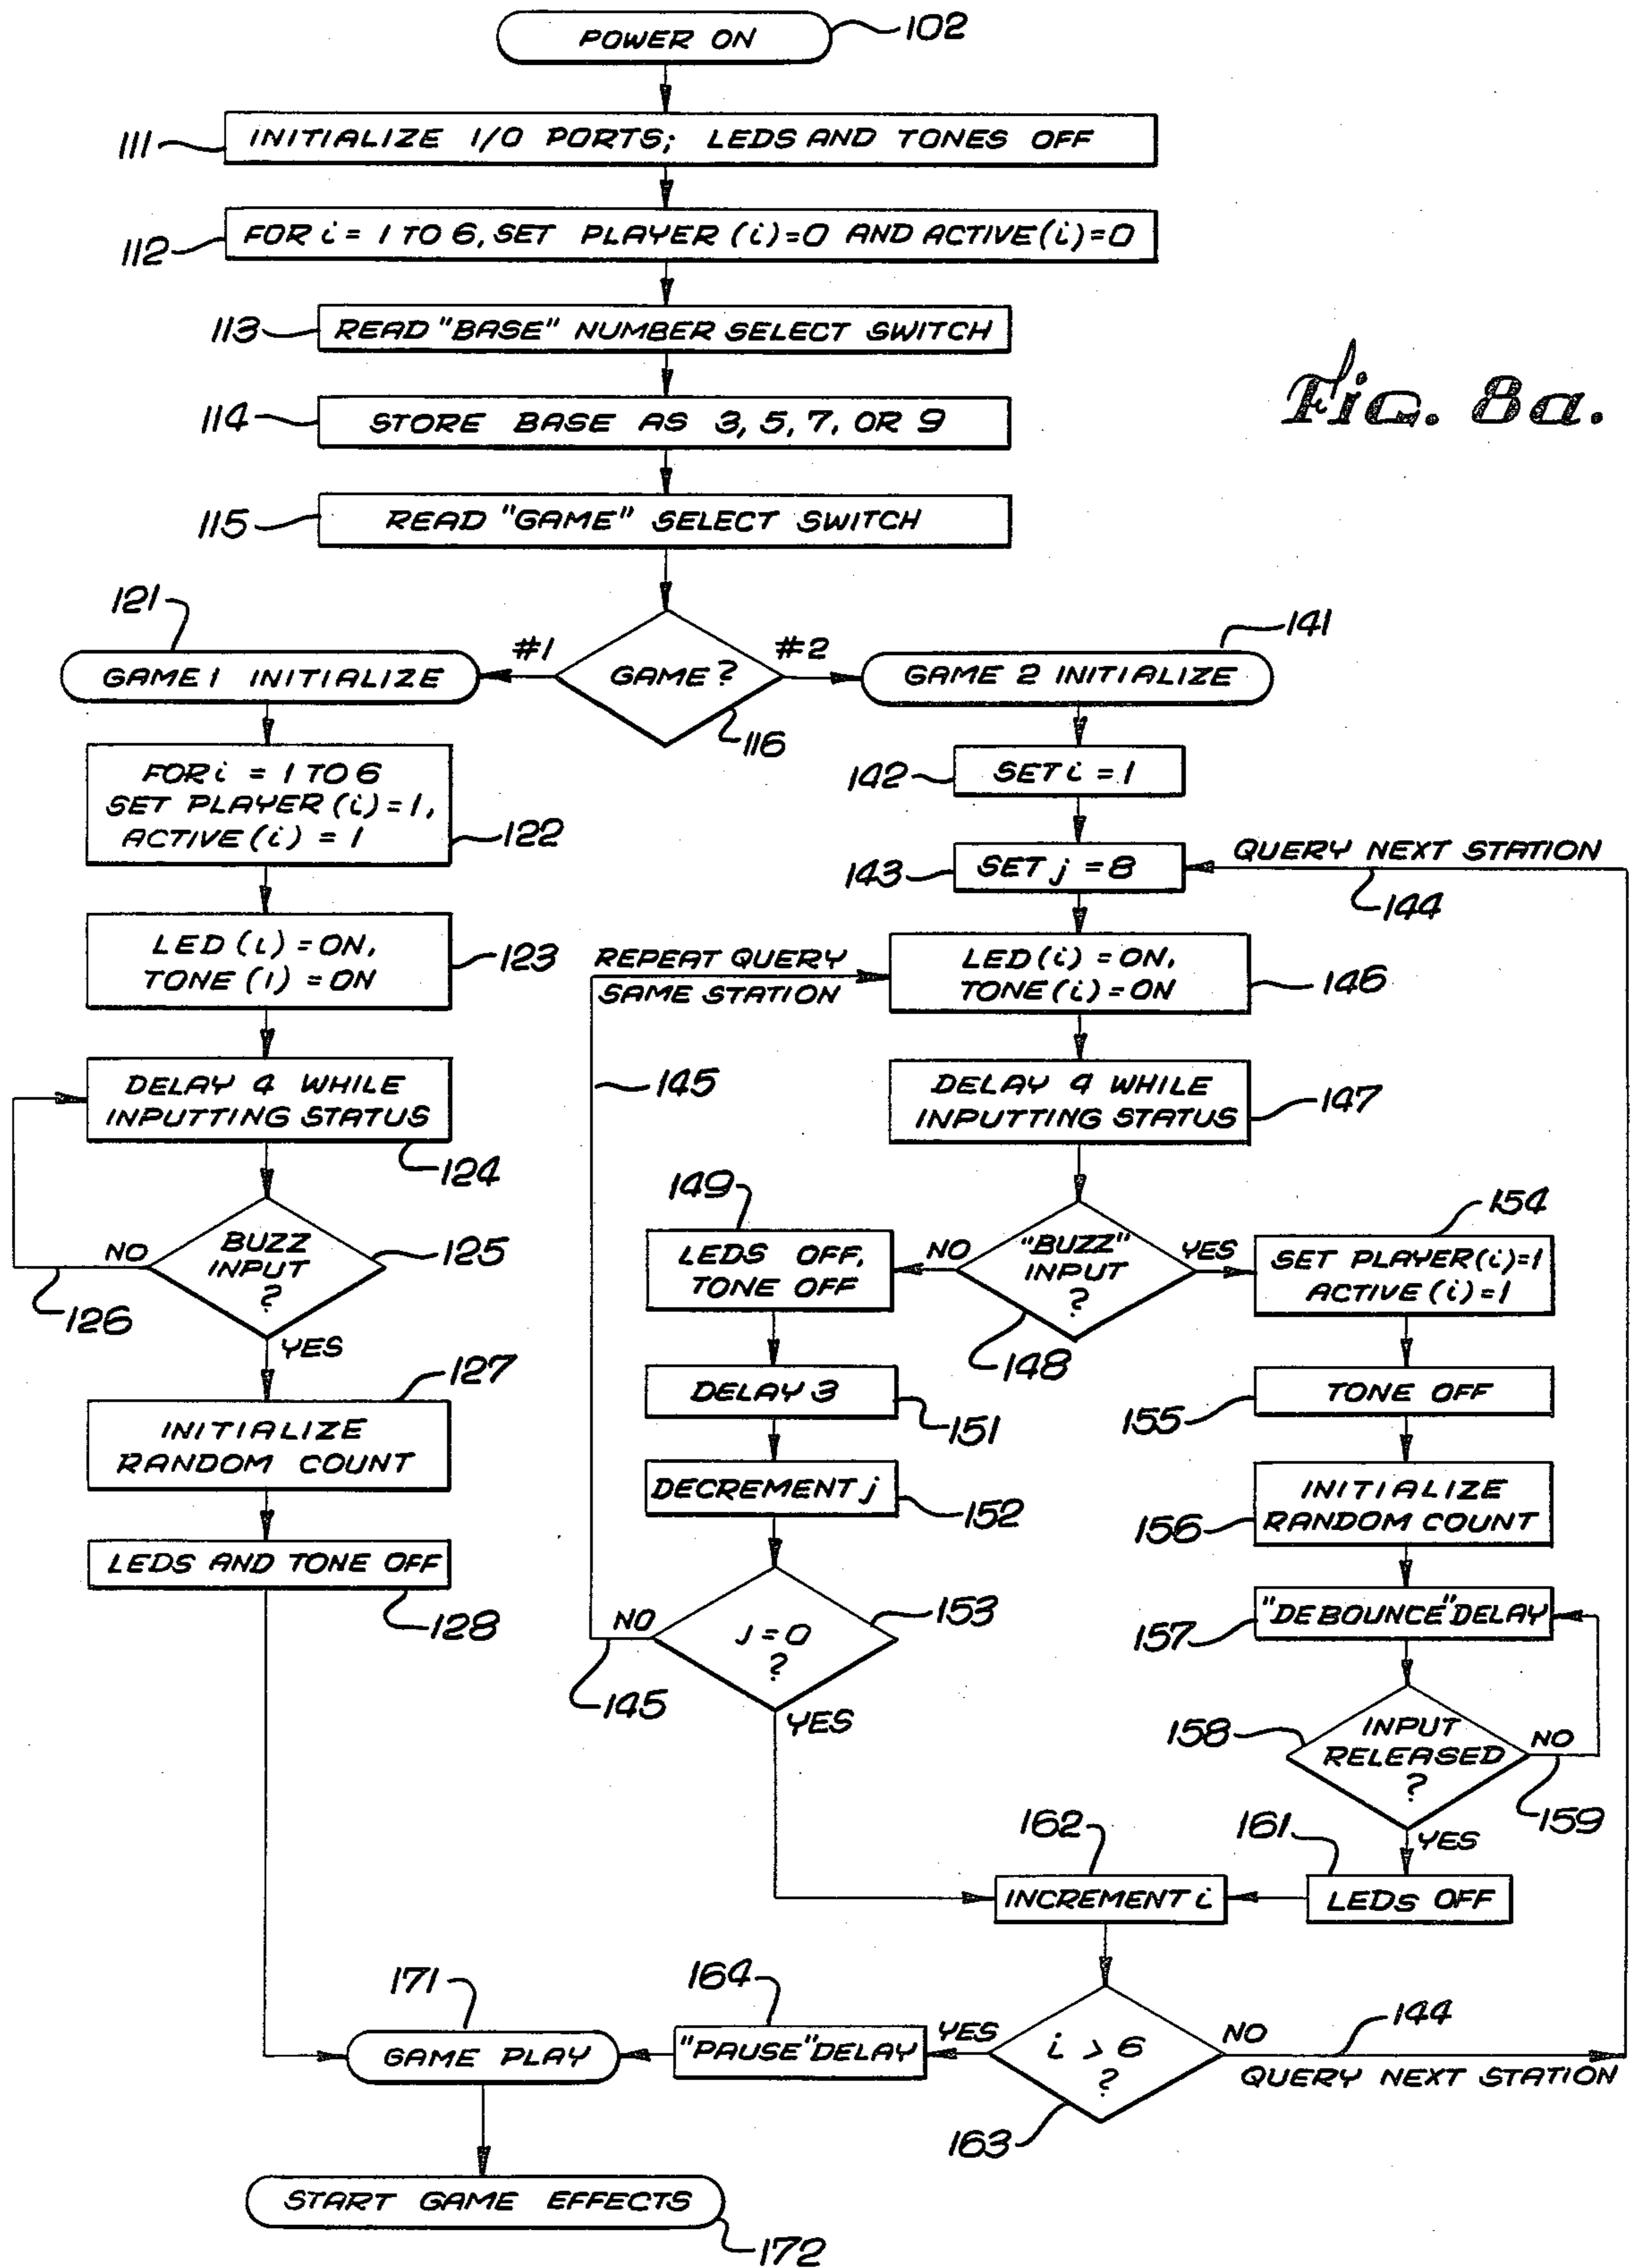 POWER ON
102
111
INITIALIZE I/O PORTS; LEDS AND TONES OFF
112
FOR i = 1 TO 6, SET PLAYER (i)=0 AND ACTIVE(i)=0
113
READ "BASE" NUMBER SELECT SWITCH
Fig. 8a.
114
STORE BASE AS 3, 5, 7, OR 9
115
READ "GAME" SELECT SWITCH
121
#1
GAME?
#2
116
141
GAME 1 INITIALIZE
GAME 2 INITIALIZE
FOR i = 1 TO 6
SET PLAYER (i)=1,
ACTIVE (i) = 1
122
142
SET i = 1
143
SET j = 8
QUERY NEXT STATION
144
LED (i) = ON,
TONE (i) = ON
123
REPEAT QUERY
SAME STATION
145
LED (i) = ON,
TONE (i) = ON
146
DELAY 4 WHILE
INPUTTING STATUS
124
DELAY 4 WHILE
INPUTTING STATUS
147
BUZZ
INPUT
?
125
NO
126
YES
149
LEDS OFF,
TONE OFF
NO
"BUZZ"
INPUT
?
148
YES
154
SET PLAYER(i)=1
ACTIVE (i)=1
127
INITIALIZE
RANDOM COUNT
DELAY 3
151
155
TONE OFF
DECREMENT j
152
156
INITIALIZE
RANDOM COUNT
LEDS AND TONE OFF
128
NO
145
J = 0
?
153
YES
157
"DEBOUNCE" DELAY
158
INPUT
RELEASED
?
NO
159
YES
162
INCREMENT i
161
LEDS OFF
171
GAME PLAY
164
"PAUSE" DELAY
YES
i > 6
?
163
NO
144
QUERY NEXT STATION
START GAME EFFECTS
172